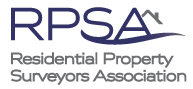 RPSA
Residential Property
Surveyors Association